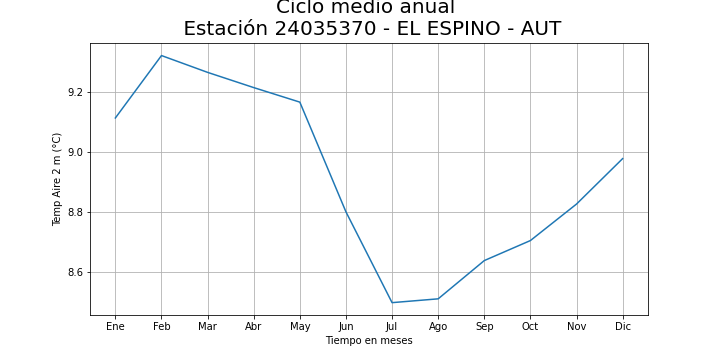 Ciclo medio anual
Estación 24035370 - EL ESPINO - AUT
Temp Aire 2 m (°C)
9.2
9.0
8.8
8.6
Ene Feb Mar Abr May Jun Jul Ago Sep Oct Nov Dic
Tiempo en meses